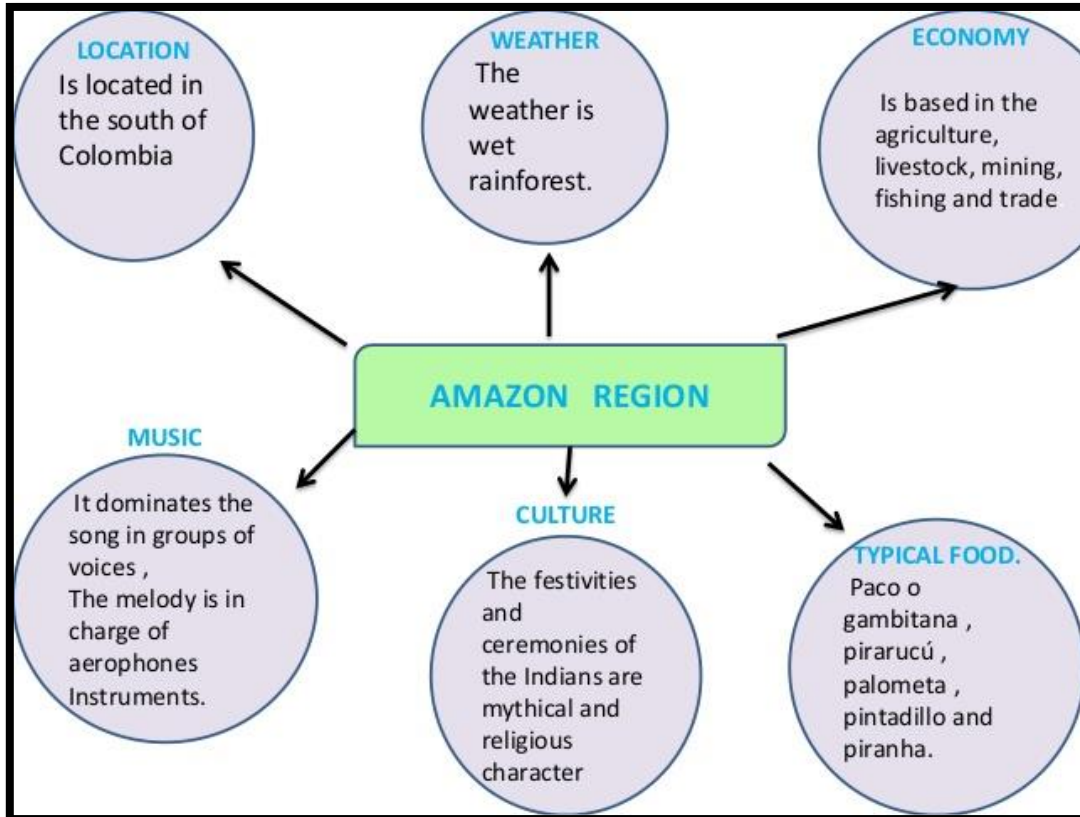 LOCATION
Is located in
the south of
Colombia
WEATHER
The
weather is
wet
rainforest.
ECONOMY
Is based in the
agriculture,
livestock, mining,
fishing and trade
AMAZON REGION
MUSIC
It dominates the
song in groups of
voices ,
The melody is in
charge of
aerophones
Instruments.
CULTURE
The festivities
and
ceremonies of
the Indians are
mythical and
religious
character
TYPICAL FOOD.
Paco o
gambitana ,
pirarucú ,
palometa ,
pintadillo and
piranha.